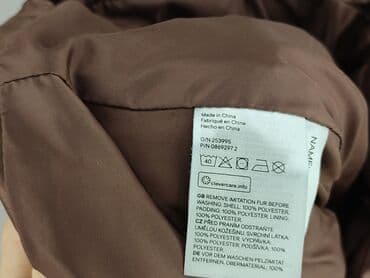 Made in China
Fabriqué en China
Hecho en China
O/N 253995
P/N 0869297 2
40
clevercare.info
GB REMOVE IMITATION FUR BEFORE
WASHING. SHELL: 100% POLYESTER.
PADDING: 100% POLYESTER. LINING:
100% POLYESTER.
CZ PŘED PRANÍM ODSTRAŇTE
UMĚLOU KOŽEŠINU. SVRCHNÍ LÁTKA:
100% POLYESTER. VYCPÁVKA:
100% POLYESTER. PODŠÍVKA:
100% POLYESTER.
DE VOR DEM WASCHEN PELZIMITAT
ENTFERNEN. OBERMATERIAL: 100%
NAME